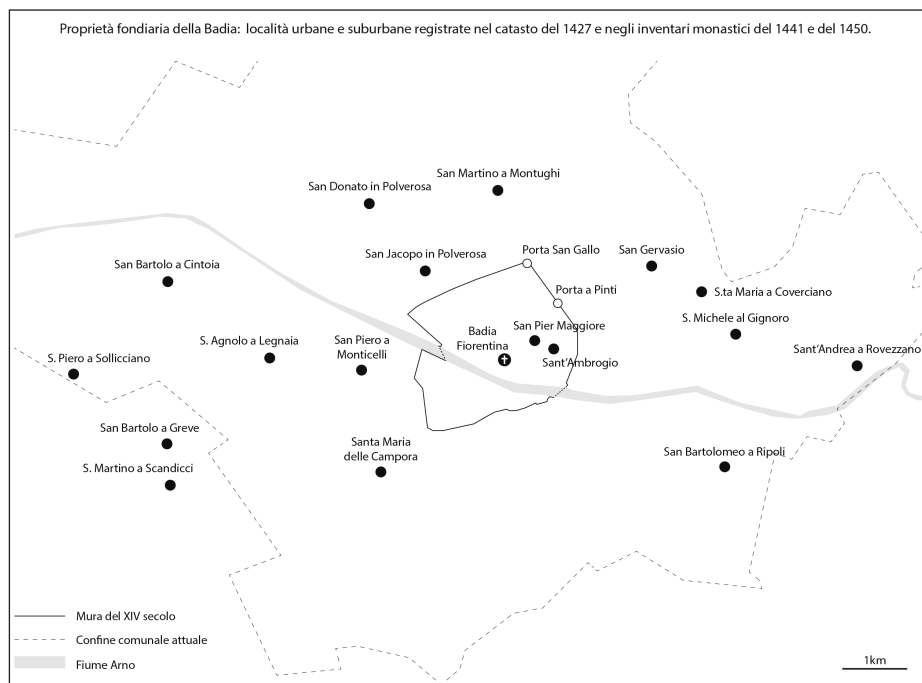 Proprietà fondiaria della Badia: località urbane e suburbane registrate nel catasto del 1427 e negli inventari monastici del 1441 e del 1450.
San Martino a Montughi
San Donato in Polverosa
San Jacopo in Polverosa
Porta San Gallo
San Gervasio
San Bartolo a Cintoia
Porta a Pinti
S.ta Maria a Coverciano
S. Michele al Gignoro
San Pier Maggiore
Badia
Fiorentina
Sant'Ambrogio
San Piero a
Monticelli
S. Agnolo a Legnaia
S. Piero a Sollicciano
Sant'Andrea a Rovezzano
San Bartolo a Greve
S. Martino a Scandicci
Santa Maria
delle Campora
San Bartolomeo a Ripoli
Mura del XIV secolo
Confine comunale attuale
Fiume Arno
1km